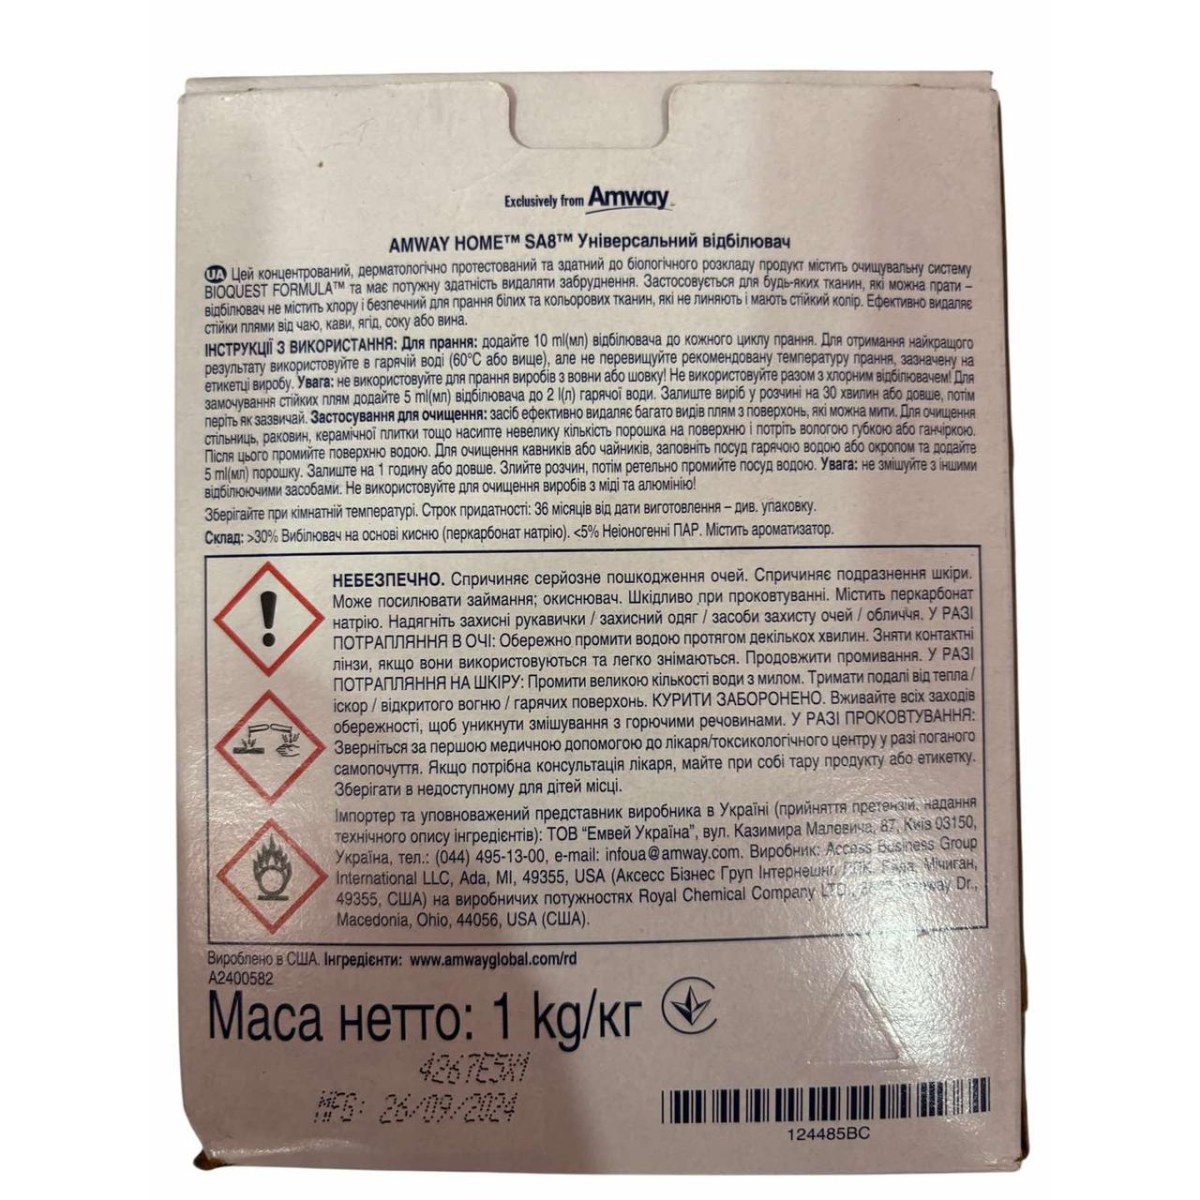 Exclusively from Amway
AMWAY HOME™ SA8™ Універсальний відбілювач
UA Цей концентрований, дерматологічно протестований та здатний до біологічного розкладу продукт містить очищувальну систему
BIOQUEST FORMULA™ та має потужну здатність видаляти забруднення. Застосовується для будь-яких тканин, які можна прати –
відбілювач не містить хлору і безпечний для прання білих та кольорових тканин, які не линяють і мають стійкий колір. Ефективно видаляє
стійки плями від чаю, кави, ягід, соку або вина.
ІНСТРУКЦІЇ З ВИКОРИСТАННЯ: Для прання: додайте 10 ml(мл) відбілювача до кожного циклу прання. Для отримання найкращого
результату використовуйте в гарячій воді (60°C або вище), але не перевищуйте рекомендовану температуру прання, зазначену на
етикетці виробу. Увага: не використовуйте для прання виробів з вовни або шовку! Не використовуйте разом з хлорним відбілювачем! Для
замочування стійких плям додайте 5 ml(мл) відбілювача до 2 l(л) гарячої води. Залиште виріб у розчині на 30 хвилин або довше, потім
періть як зазвичай. Застосування для очищення: засіб ефективно видаляє багато видів плям з поверхонь, які можна мити. Для очищення
стільниць, раковин, керамічної плитки тощо насипте невелику кількість порошка на поверхню і потріть вологою губкою або ганчіркою.
Після цього промийте поверхню водою. Для очищення кавників або чайників, заповніть посуд гарячою водою або окропом та додайте
5 ml(мл) порошку. Залиште на 1 годину або довше. Злийте розчин, потім ретельно промийте посуд водою. Увага: не змішуйте з іншими
відбілюючими засобами. Не використовуйте для очищення виробів з міді та алюмінію!
Зберігайте при кімнатній температурі. Строк придатності: 36 місяців від дати виготовлення – див. упаковку.
Склад: >30% Вибілювач на основі кисню (перкарбонат натрію). <5% Неіоногенні ПАР. Містить ароматизатор.
НЕБЕЗПЕЧНО. Спричиняє серйозне пошкодження очей. Спричиняє подразнення шкіри.
Може посилювати займання; окиснювач. Шкідливо при проковтуванні. Містить перкарбонат
натрію. Надягніть захисні рукавички / захисний одяг / засоби захисту очей / обличчя. У РАЗІ
ПОТРАПЛЯННЯ В ОЧІ: Обережно промити водою протягом декількох хвилин. Зняти контактні
лінзи, якщо вони використовуються та легко знімаються. Продовжити промивання. У РАЗІ
ПОТРАПЛЯННЯ НА ШКІРУ: Промити великою кількості води з милом. Тримати подалі від тепла /
іскор / відкритого вогню / гарячих поверхонь. КУРИТИ ЗАБОРОНЕНО. Вживайте всіх заходів
обережності, щоб уникнути змішування з горючими речовинами. У РАЗІ ПРОКОВТУВАННЯ:
Зверніться за першою медичною допомогою до лікаря/токсикологічного центру у разі поганого
самопочуття. Якщо потрібна консультація лікаря, майте при собі тару продукту або етикетку.
Зберігати в недоступному для дітей місці.
Імпортер та уповноважений представник виробника в Україні (прийняття претензій, надання
технічного опису інгредієнтів): ТОВ "Емвей Україна", вул. Казимира Малевича, 87, Київ 03150,
Україна, тел.: (044) 495-13-00, e-mail: infoua@amway.com. Виробник: Access Business Group
International LLC, Ada, MI, 49355, USA (Аксесс Бізнес Груп Інтернешнл Ада, Мічиган,
49355, США) на виробничих потужностях Royal Chemical Company LTD., Dr.,
Macedonia, Ohio, 44056, USA (США).
Вироблено в США. Інгредієнти: www.amwayglobal.com/rd
A2400582
Маса нетто: 1 kg/кг
4267E5X1
MFG: 26/09/2024
124485BC